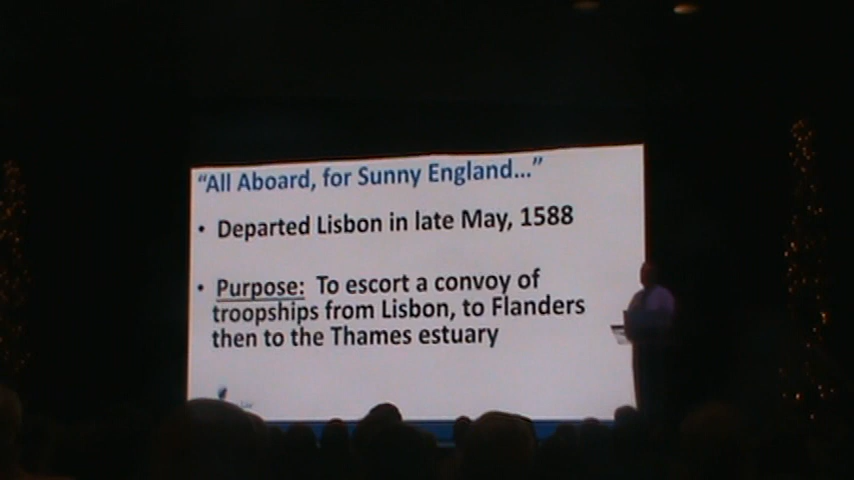 “All Aboard, for Sunny England...”
• Departed Lisbon in late May, 1588
• Purpose: To escort a convoy of
troopships from Lisbon, to Flanders
then to the Thames estuary